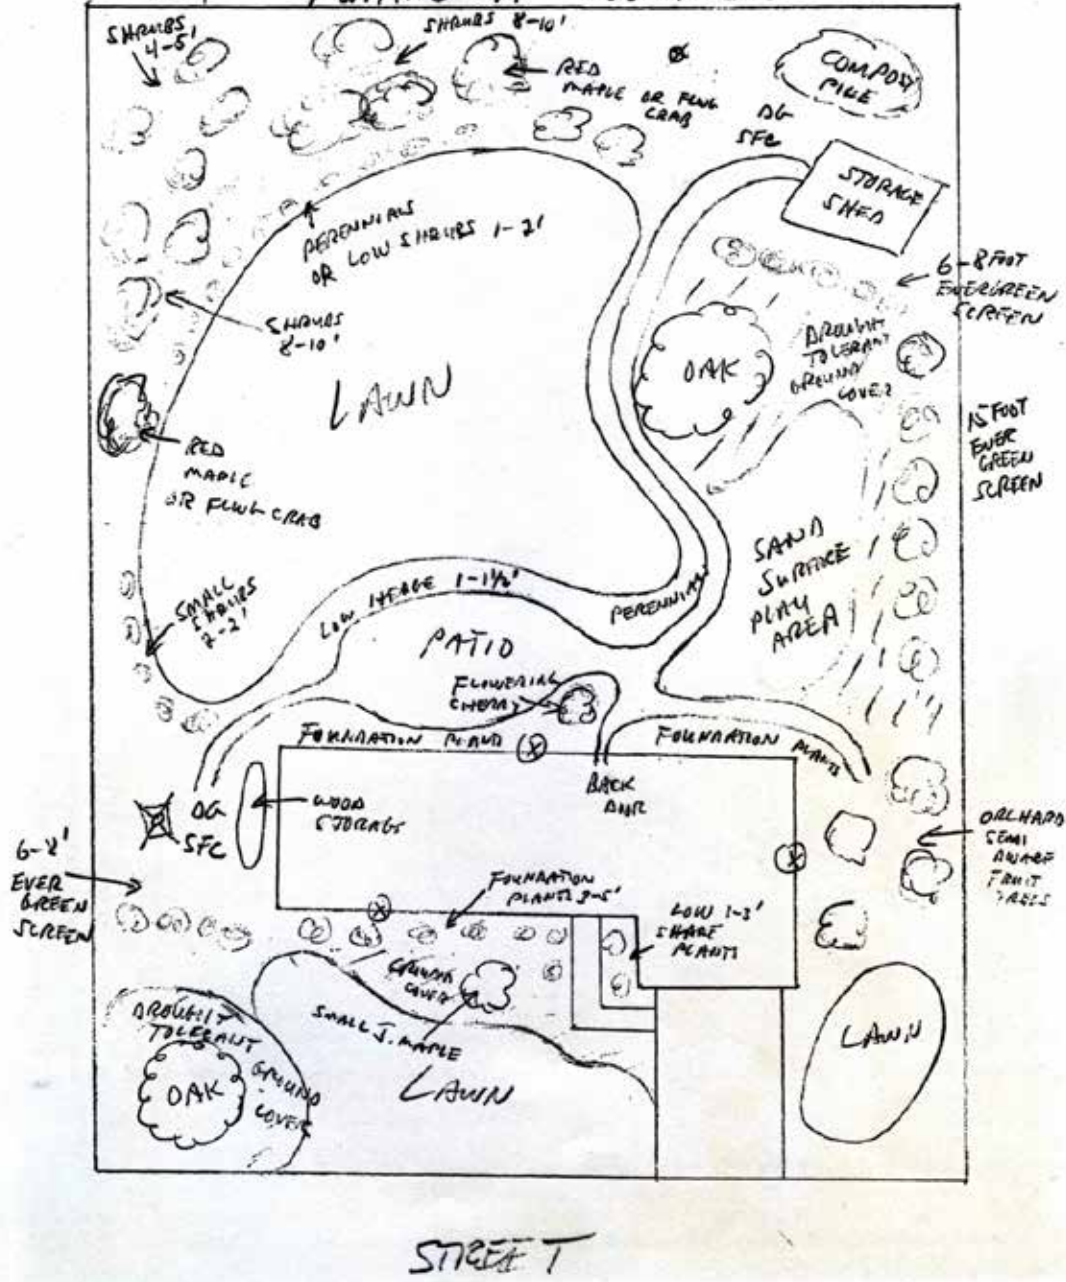 SHRUBS
4-5'
SHRUBS 8-10'
RED
MAPLE OR FLWG
CRAB
DG
SFC
COMPOST
PILE
STORAGE
SHED
PERENNIALS
OR LOW SHRUBS 1-2'
6-8 FOOT
EVERGREEN
SCREEN
SHRUBS
8-10'
OAK
DROUGHT
TOLERANT
GROUND
COVER
LAWN
15 FOOT
EVER
GREEN
SCREEN
RED
MAPLE
OR FLWG CRAB
SAND
SURFACE
PLAY
AREA
SMALL
SHRUBS
2-2'
LOW HEDGE 1-1½'
PERENNIALS
PATIO
FLOWERING
CHERRY
FOUNDATION PLANTS
FOUNDATION PLANTS
BACK
DOOR
WOOD
STORAGE
DG
SFC
ORCHARD
SEMI
DWARF
FRUIT
TREES
6-8'
EVER
GREEN
SCREEN
FOUNDATION
PLANTS 3-5'
LOW 1-3'
SHADE
PLANTS
GROUND
COVER
SMALL J. MAPLE
DROUGHT
TOLERANT
GROUND
COVER
OAK
LAWN
LAWN
STREET